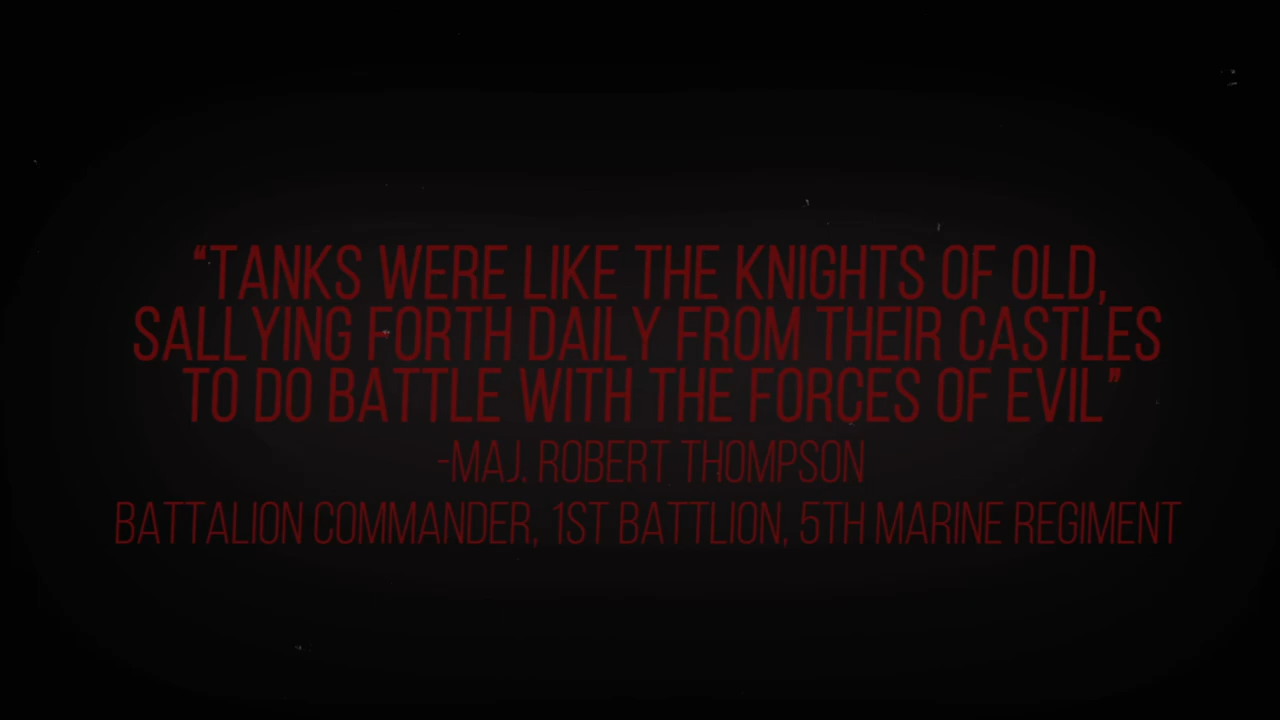 “TANKS WERE LIKE THE KNIGHTS OF OLD,
SALLYING FORTH DAILY FROM THEIR CASTLES
TO DO BATTLE WITH THE FORCES OF EVIL”
-MAJ. ROBERT THOMPSON
BATTALION COMMANDER, 1ST BATTLION, 5TH MARINE REGIMENT